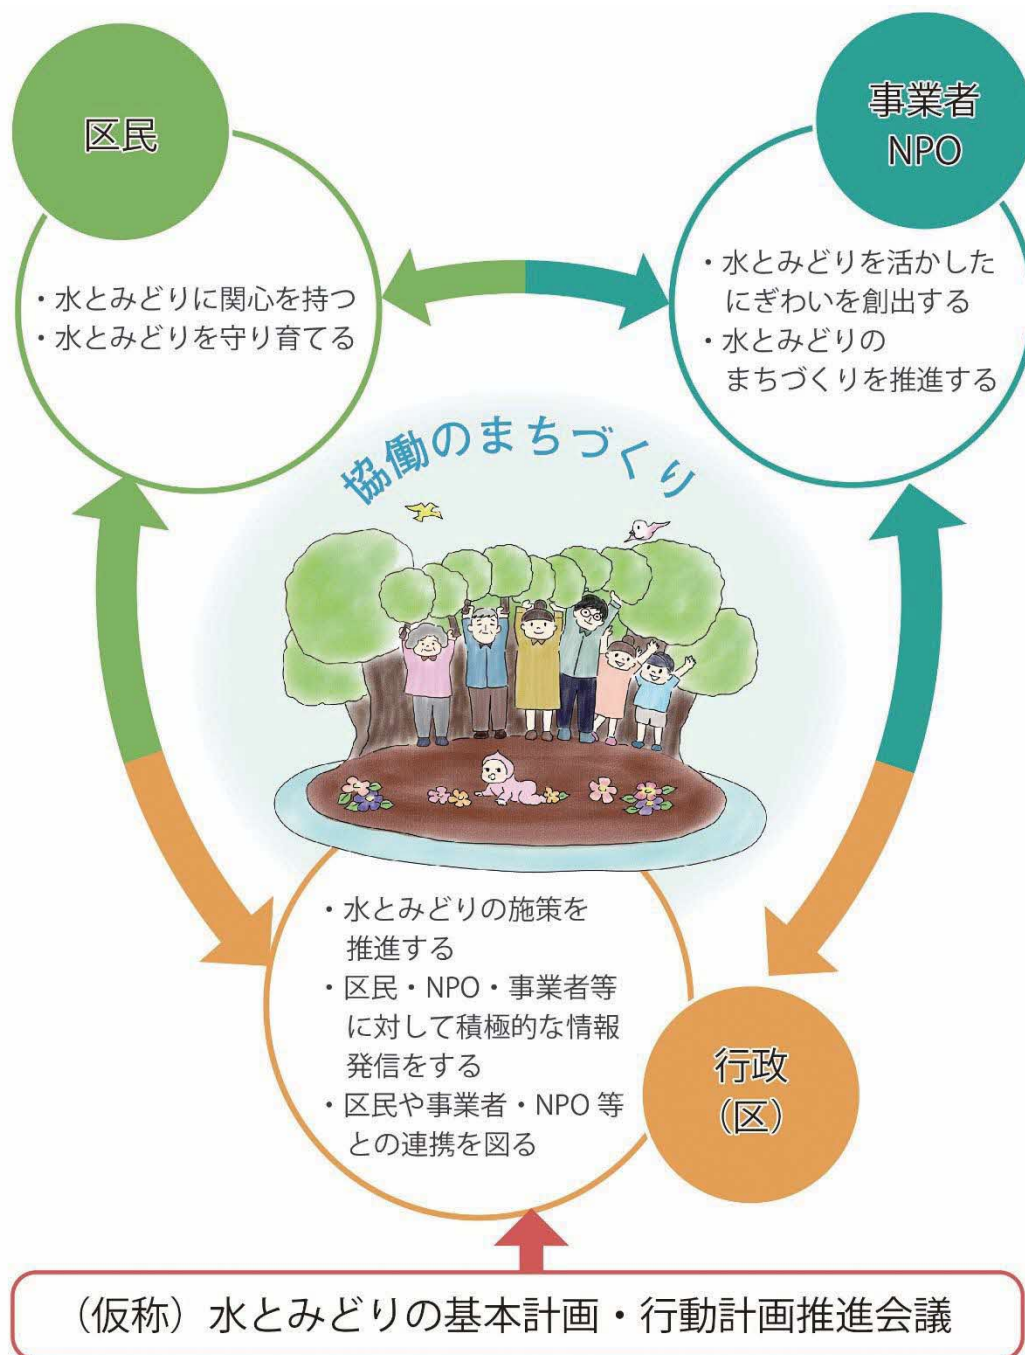 区民
・水とみどりに関心を持つ
・水とみどりを守り育てる
事業者
NPO
・水とみどりを活かした
にぎわいを創出する
・水とみどりの
まちづくりを推進する
協働のまちづくり
・水とみどりの施策を
推進する
・区民・NPO・事業者等
に対して積極的な情報
発信をする
・区民や事業者・NPO 等
との連携を図る
行政
（区）
（仮称）水とみどりの基本計画・行動計画推進会議